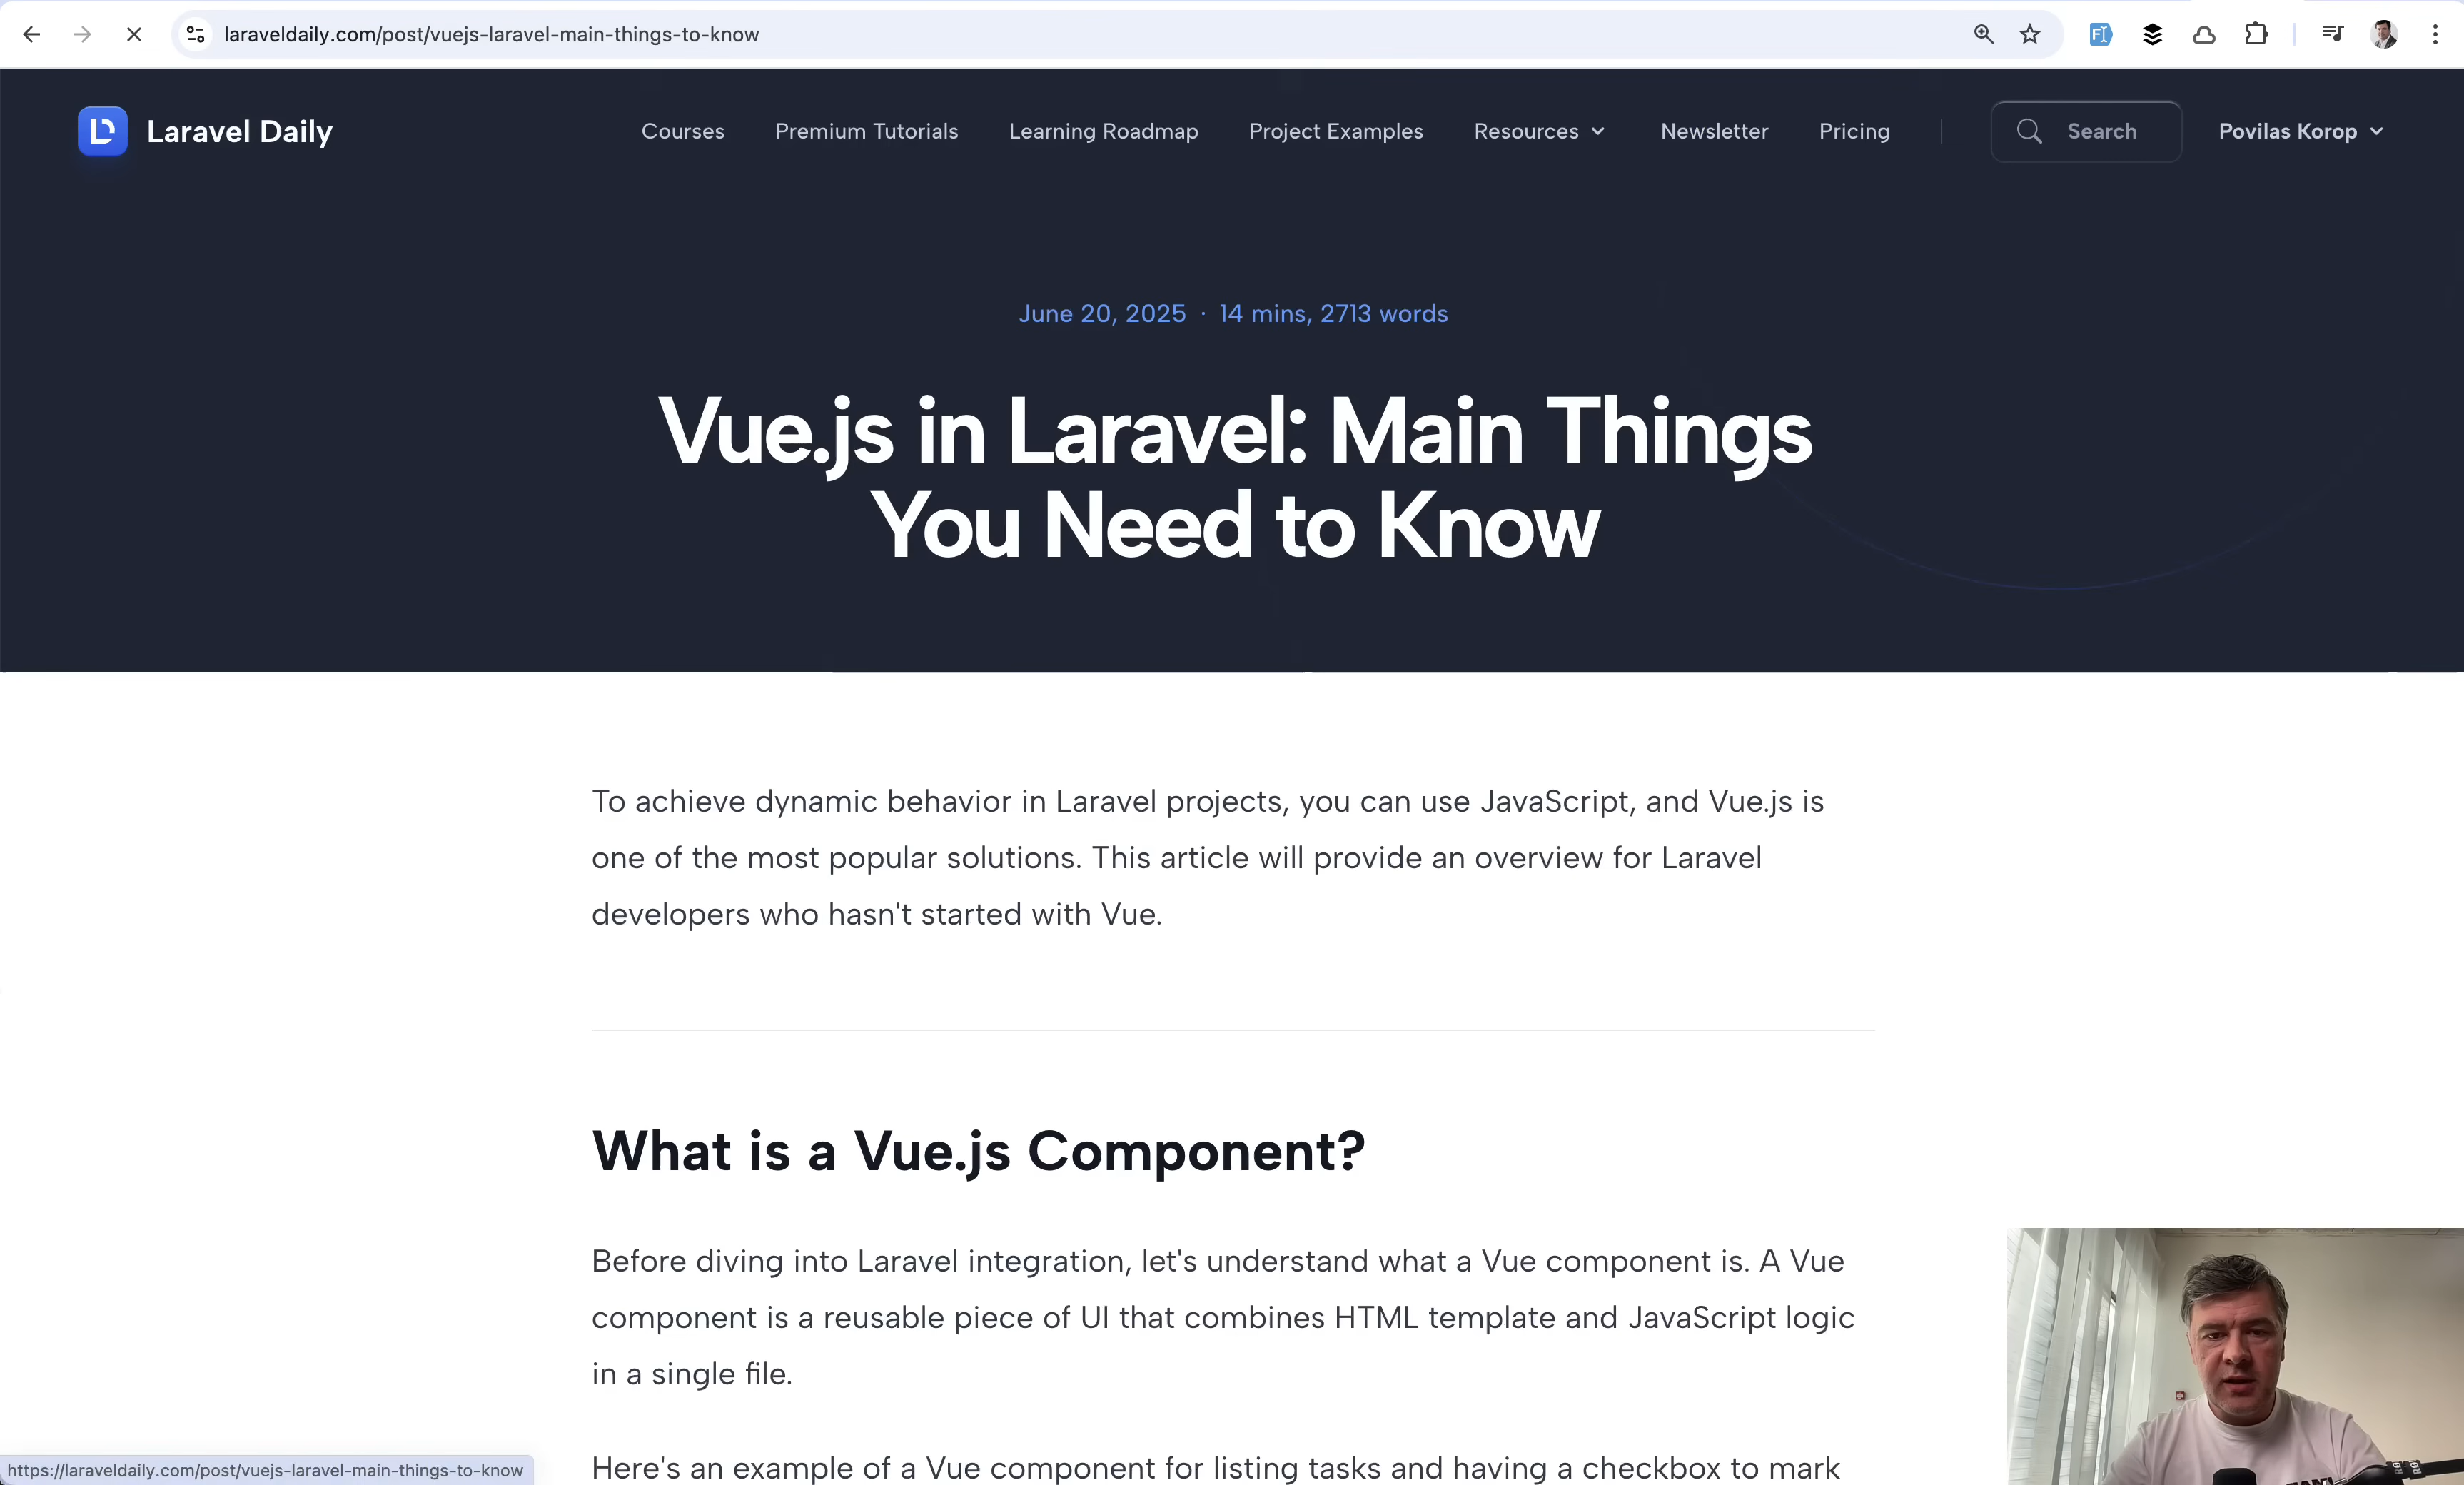 laraveldaily.com/post/vuejs-laravel-main-things-to-know
Laravel Daily
Courses
Premium Tutorials
Learning Roadmap
Project Examples
Resources
Newsletter
Pricing
Search
Povilas Korop
June 20, 2025 · 14 mins, 2713 words
Vue.js in Laravel: Main Things
You Need to Know
To achieve dynamic behavior in Laravel projects, you can use JavaScript, and Vue.js is
one of the most popular solutions. This article will provide an overview for Laravel
developers who hasn't started with Vue.
What is a Vue.js Component?
Before diving into Laravel integration, let's understand what a Vue component is. A Vue
component is a reusable piece of UI that combines HTML template and JavaScript logic
in a single file.
Here's an example of a Vue component for listing tasks and having a checkbox to mark
https://laraveldaily.com/post/vuejs-laravel-main-things-to-know